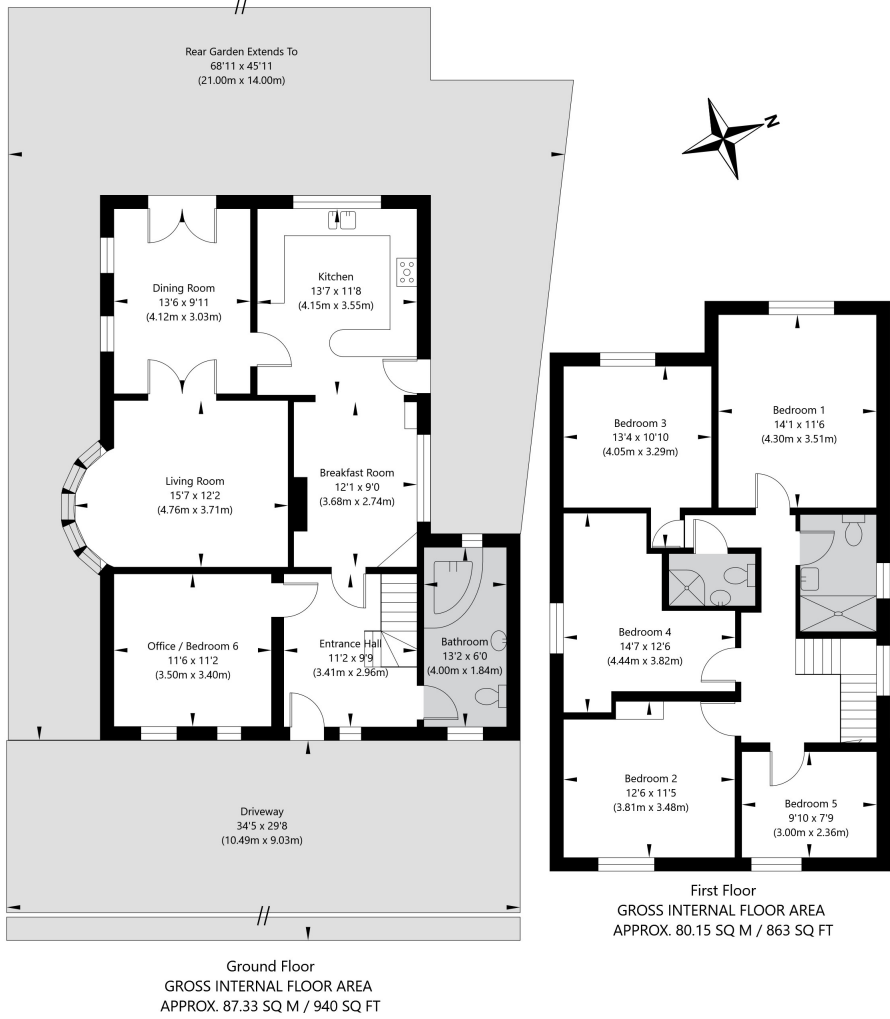 Rear Garden Extends To
68'11 x 45'11
(21.00m x 14.00m)
N
Dining Room
13'6 x 9'11
(4.12m x 3.03m)
Kitchen
13'7 x 11'8
(4.15m x 3.55m)
Living Room
15'7 x 12'2
(4.76m x 3.71m)
Breakfast Room
12'1 x 9'0
(3.68m x 2.74m)
Office / Bedroom 6
11'6 x 11'2
(3.50m x 3.40m)
Entrance Hall
11'2 x 9'9
(3.41m x 2.96m)
Bathroom
13'2 x 6'0
(4.00m x 1.84m)
Driveway
34'5 x 29'8
(10.49m x 9.03m)
Ground Floor
GROSS INTERNAL FLOOR AREA
APPROX. 87.33 SQ M / 940 SQ FT
Bedroom 3
13'4 x 10'10
(4.05m x 3.29m)
Bedroom 1
14'1 x 11'6
(4.30m x 3.51m)
Bedroom 4
14'7 x 12'6
(4.44m x 3.82m)
Bedroom 2
12'6 x 11'5
(3.81m x 3.48m)
Bedroom 5
9'10 x 7'9
(3.00m x 2.36m)
First Floor
GROSS INTERNAL FLOOR AREA
APPROX. 80.15 SQ M / 863 SQ FT